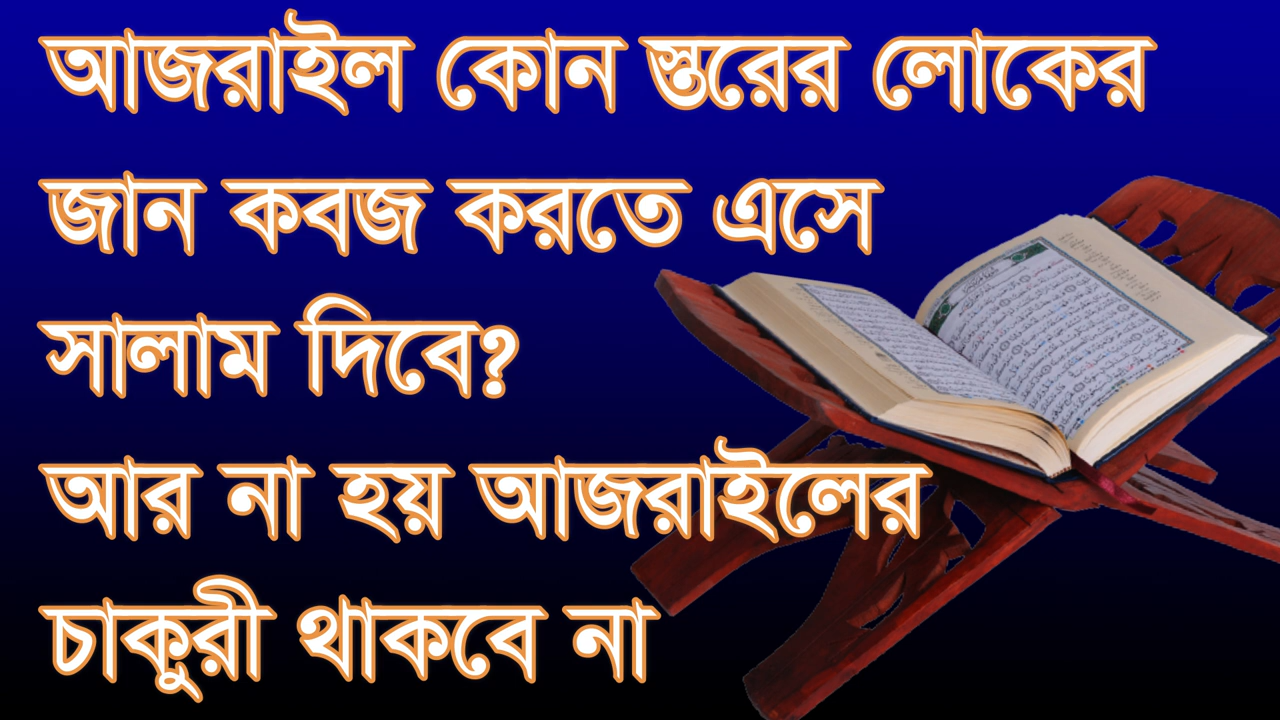 আজরাইল কোন স্তরের লোকের
জান কবজ করতে এসে
সালাম দিবে?
আর না হয় আজরাইলের
চাকুরী থাকবে না